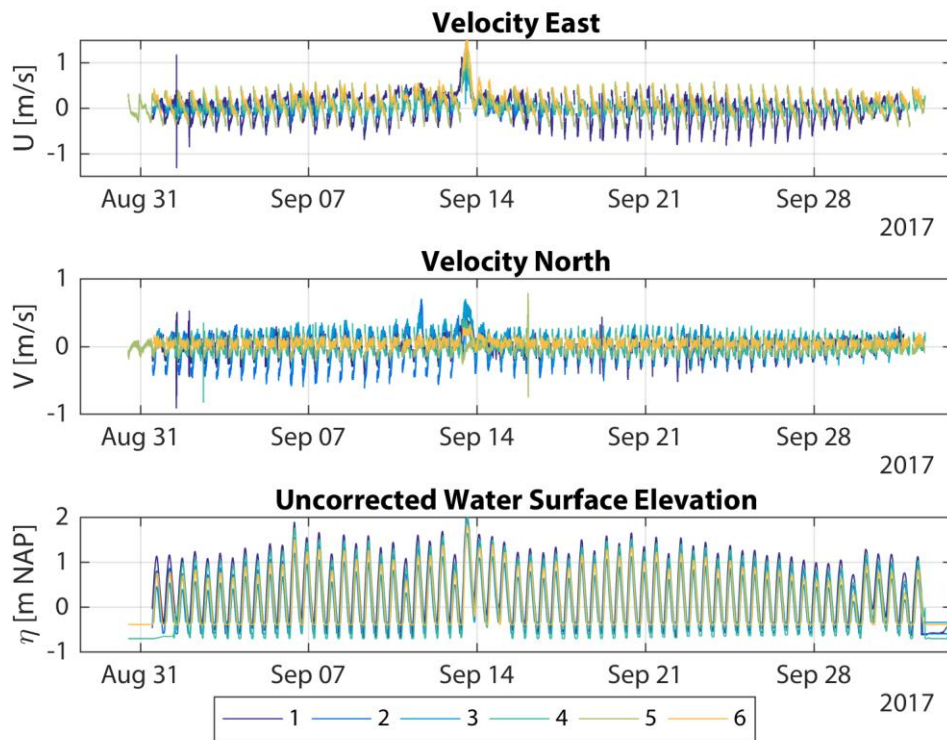 Velocity East
U [m/s]
1
0
-1
Aug 31 Sep 07 Sep 14 Sep 21 Sep 28
2017
Velocity North
V [m/s]
1
0
-1
Aug 31 Sep 07 Sep 14 Sep 21 Sep 28
2017
Uncorrected Water Surface Elevation
η [m NAP]
2
1
0
-1
Aug 31 Sep 07 Sep 14 Sep 21 Sep 28
2017
1 2 3 4 5 6